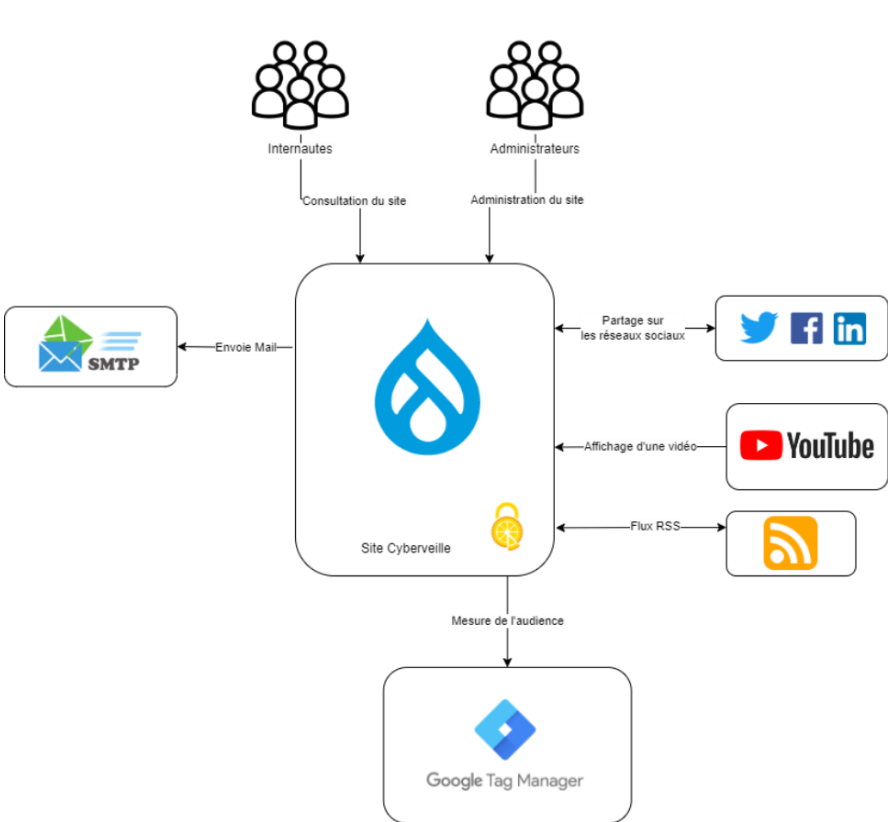 Internautes
Administrateurs
Consultation du site
Administration du site
Envoie Mail
SMTP
Partage sur
les réseaux sociaux
f in
Affichage d'une vidéo
YouTube
Flux RSS
Site Cyberveille
Mesure de l'audience
Google Tag Manager